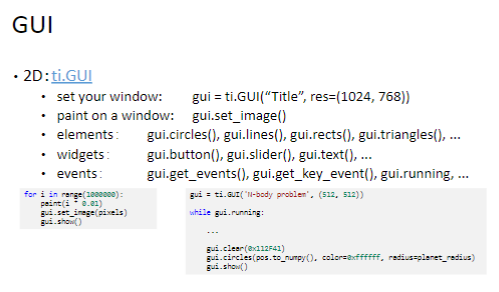 GUI
• 2D:ti.GUI
• set your window: gui = ti.GUI(“Title”, res=(1024, 768))
• paint on a window: gui.set_image()
• elements: gui.circles(), gui.lines(), gui.rects(), gui.triangles(), ...
• widgets: gui.button(), gui.slider(), gui.text(), ...
• events: gui.get_events(), gui.get_key_event(), gui.running, ...
for i in range(1000000):
paint(i * 0.01)
gui.set_image(pixels)
gui.show()
gui = ti.GUI('N-body problem', (512, 512))
while gui.running:
...
gui.clear(0x112F41)
gui.circles(pos.to_numpy(), color=0xffffff, radius=planet_radius)
gui.show()